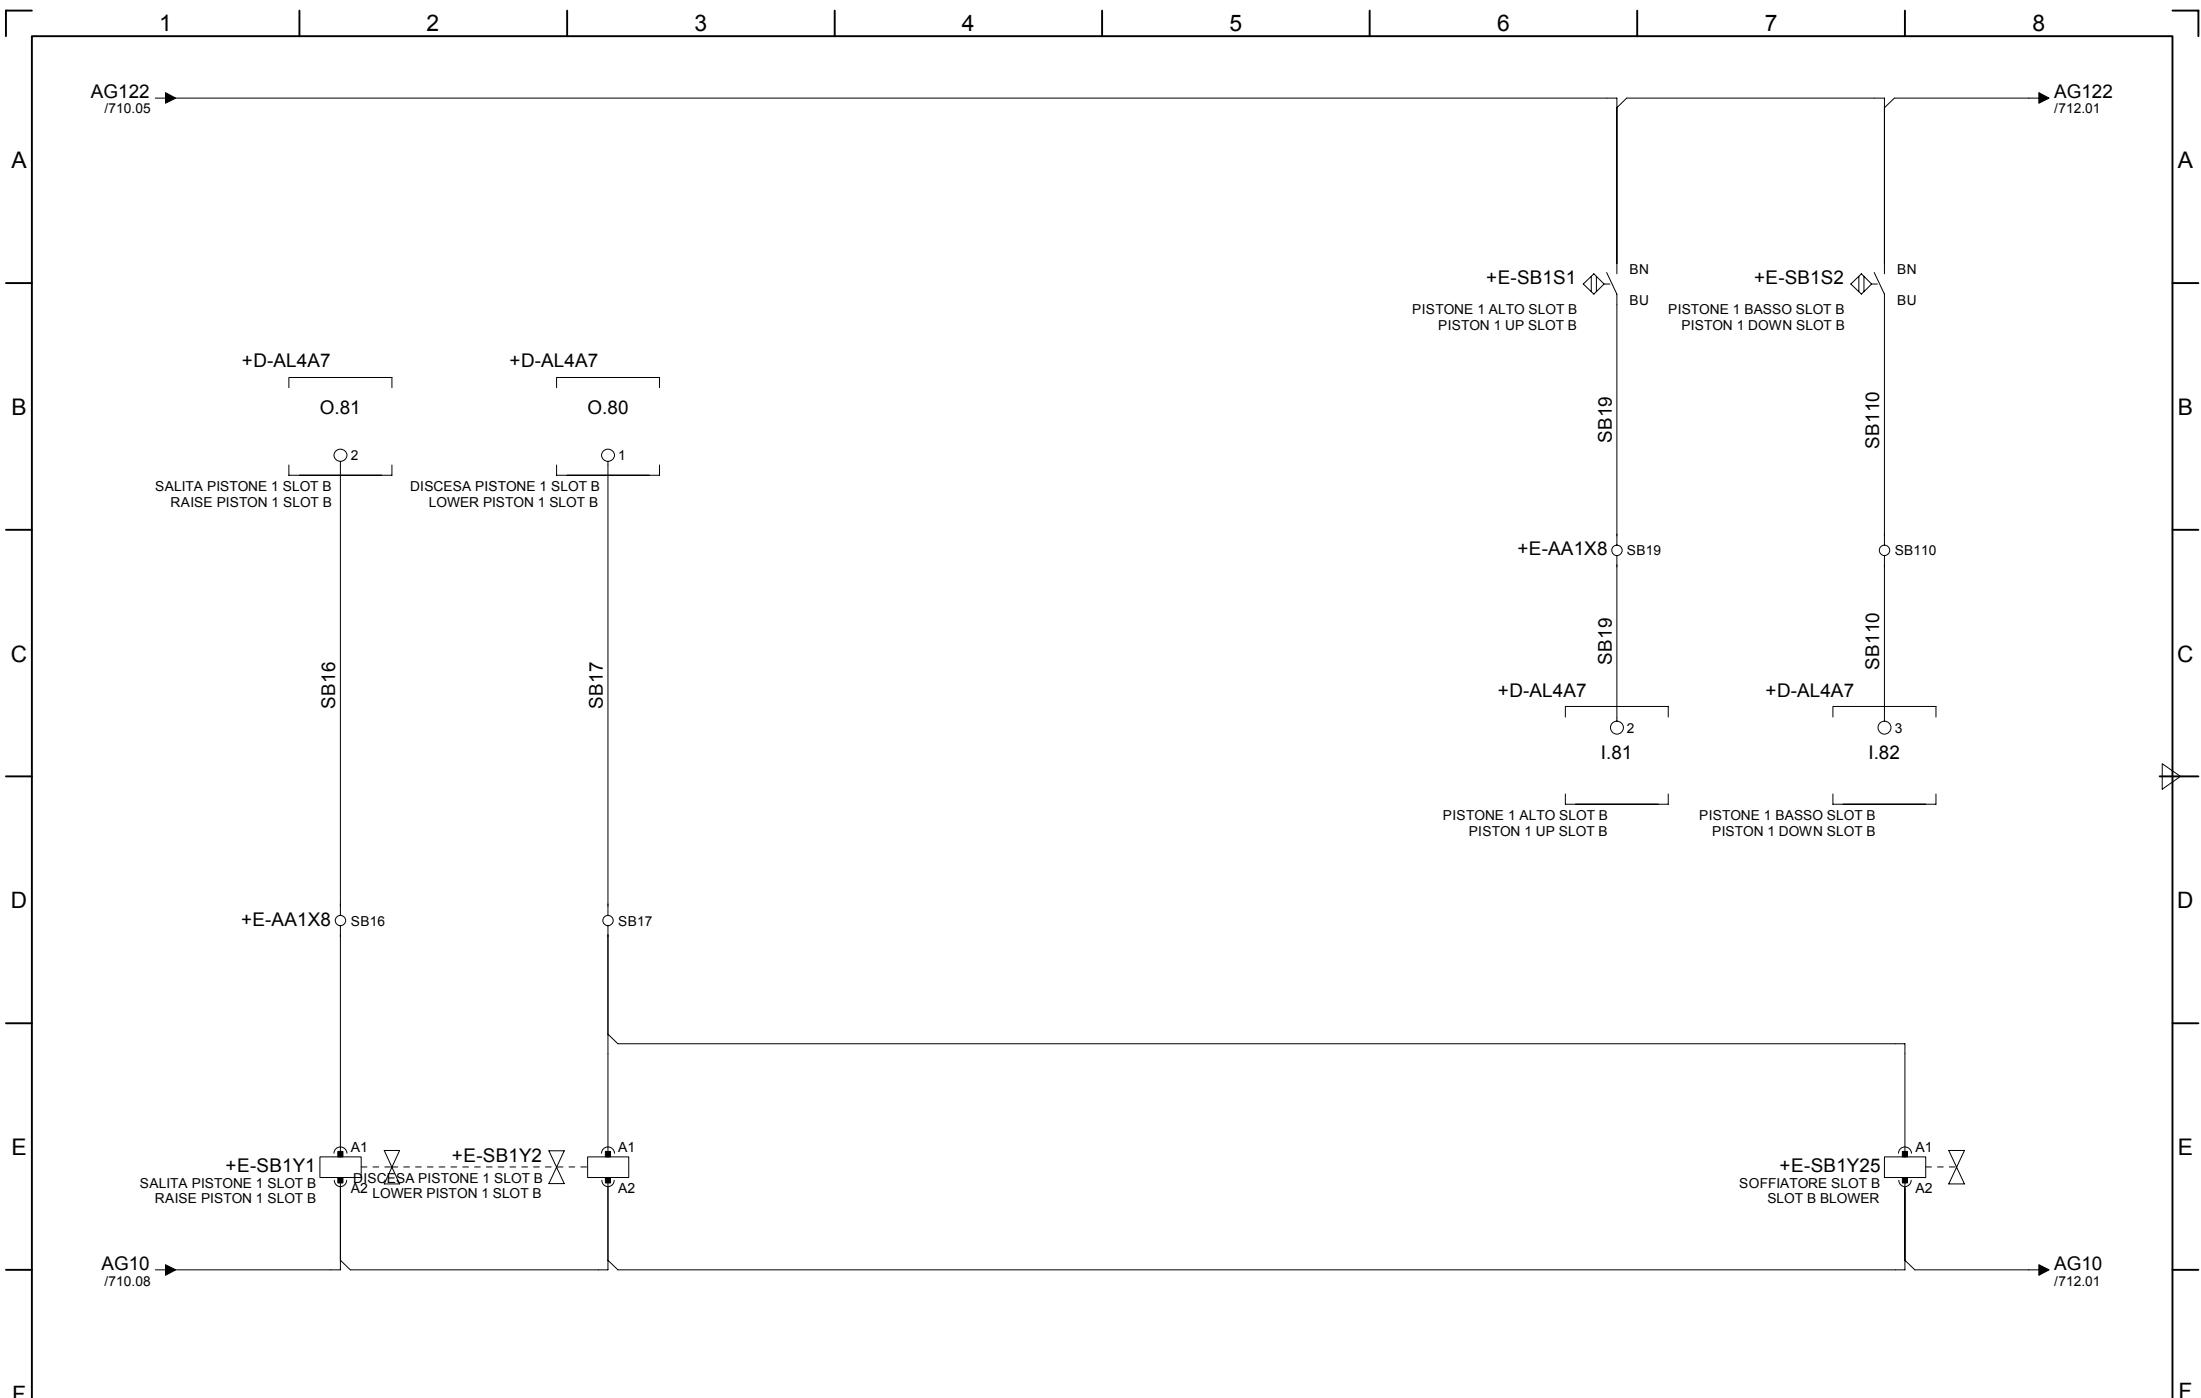 1 2 3 4 5 6 7 8
AG122
/710.05
AG122
/712.01
A
A
+E-SB1S1
BN
BU
PISTONE 1 ALTO SLOT B
PISTON 1 UP SLOT B
+E-SB1S2
BN
BU
PISTONE 1 BASSO SLOT B
PISTON 1 DOWN SLOT B
+D-AL4A7
O.81
2
SALITA PISTONE 1 SLOT B
RAISE PISTON 1 SLOT B
+D-AL4A7
O.80
1
DISCESA PISTONE 1 SLOT B
LOWER PISTON 1 SLOT B
B
B
SB19
SB110
+E-AA1X8
SB19
SB110
C
C
SB16
SB17
SB19
SB110
+D-AL4A7
2
I.81
PISTONE 1 ALTO SLOT B
PISTON 1 UP SLOT B
+D-AL4A7
3
I.82
PISTONE 1 BASSO SLOT B
PISTON 1 DOWN SLOT B
D
D
+E-AA1X8
SB16
SB17
E
E
+E-SB1Y1
A1
A2
SALITA PISTONE 1 SLOT B
RAISE PISTON 1 SLOT B
+E-SB1Y2
A1
A2
DISCESA PISTONE 1 SLOT B
LOWER PISTON 1 SLOT B
+E-SB1Y25
A1
A2
SOFFIATORE SLOT B
SLOT B BLOWER
AG10
/710.08
AG10
/712.01
F
F